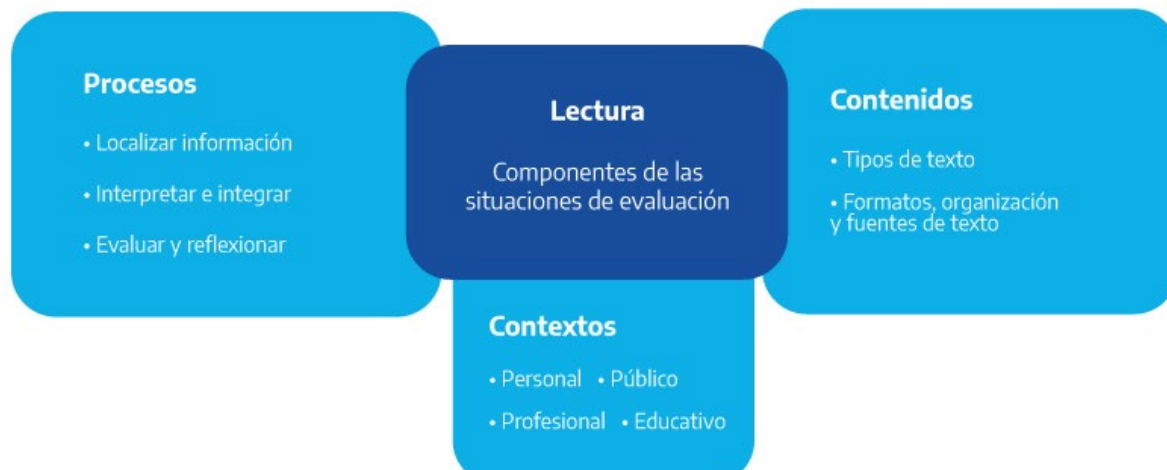 Procesos
• Localizar información
• Interpretar e integrar
• Evaluar y reflexionar
Lectura
Componentes de las
situaciones de evaluación
Contenidos
• Tipos de texto
• Formatos, organización
y fuentes de texto
Contextos
• Personal • Público
• Profesional • Educativo